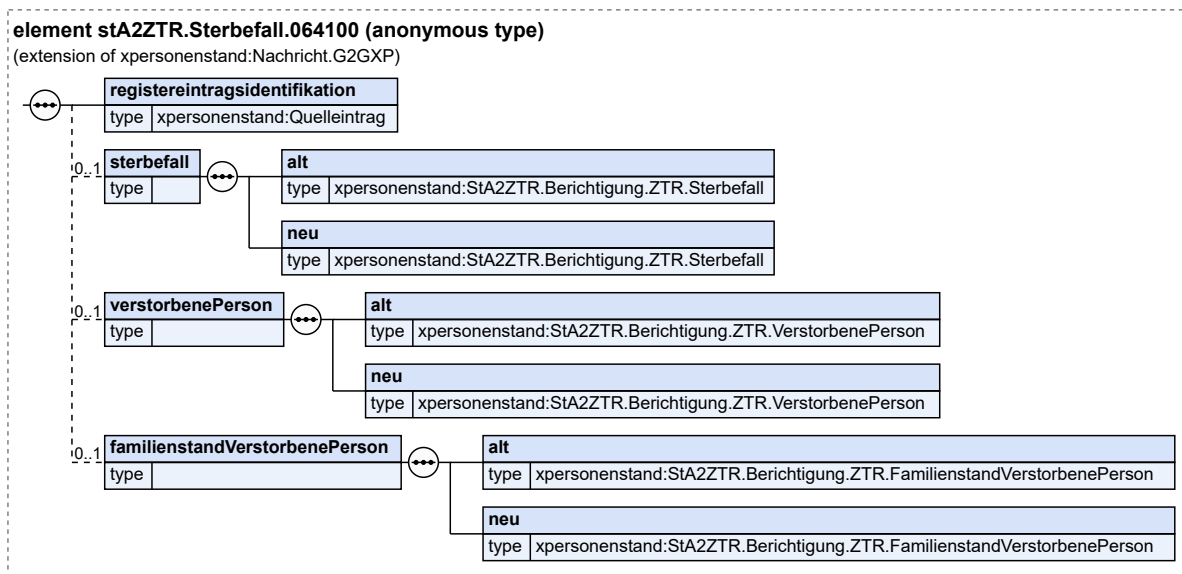 element stA2ZTR.Sterbefall.064100 (anonymous type)
(extension of xpersonenstand:Nachricht.G2GXP)
registereintragsidentifikation
type xpersonenstand:Quelleintrag
0..1 sterbefall
type
alt
type xpersonenstand:StA2ZTR.Berichtigung.ZTR.Sterbefall
neu
type xpersonenstand:StA2ZTR.Berichtigung.ZTR.Sterbefall
0..1 verstorbenePerson
type
alt
type xpersonenstand:StA2ZTR.Berichtigung.ZTR.VerstorbenePerson
neu
type xpersonenstand:StA2ZTR.Berichtigung.ZTR.VerstorbenePerson
0..1 familienstandVerstorbenePerson
type
alt
type xpersonenstand:StA2ZTR.Berichtigung.ZTR.FamilienstandVerstorbenePerson
neu
type xpersonenstand:StA2ZTR.Berichtigung.ZTR.FamilienstandVerstorbenePerson